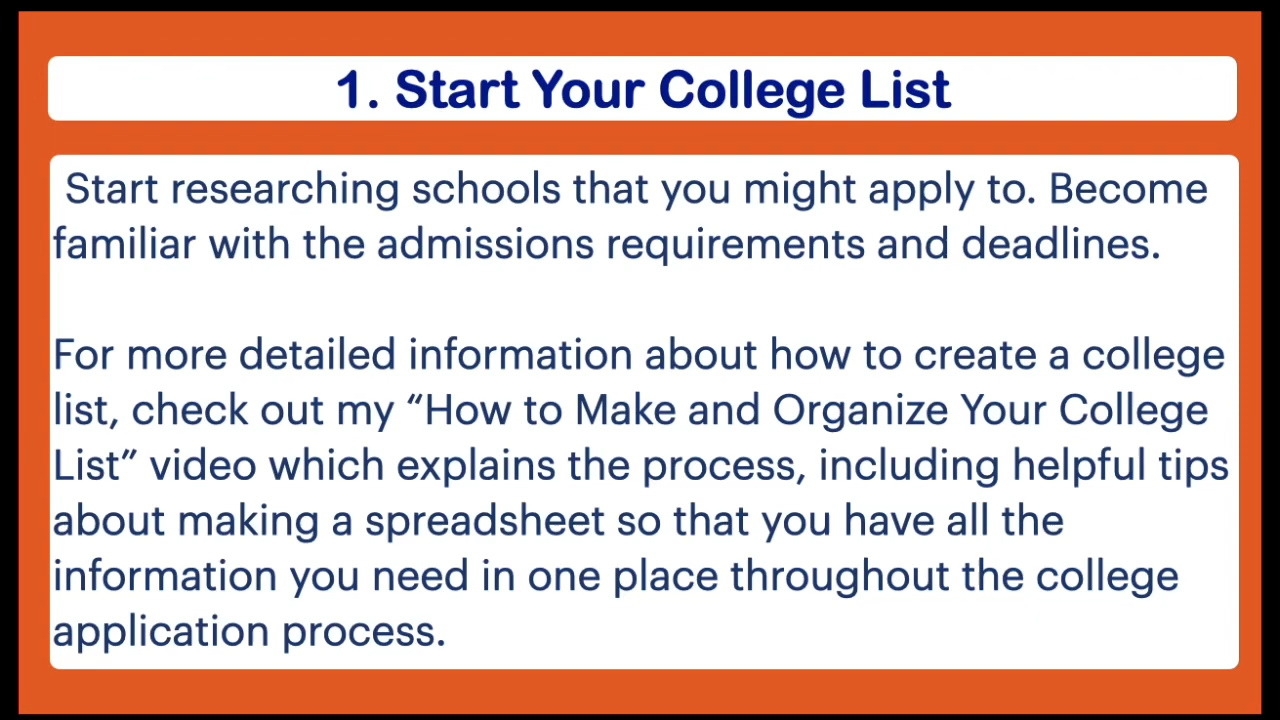 1. Start Your College List
Start researching schools that you might apply to. Become
familiar with the admissions requirements and deadlines.
For more detailed information about how to create a college
list, check out my “How to Make and Organize Your College
List” video which explains the process, including helpful tips
about making a spreadsheet so that you have all the
information you need in one place throughout the college
application process.